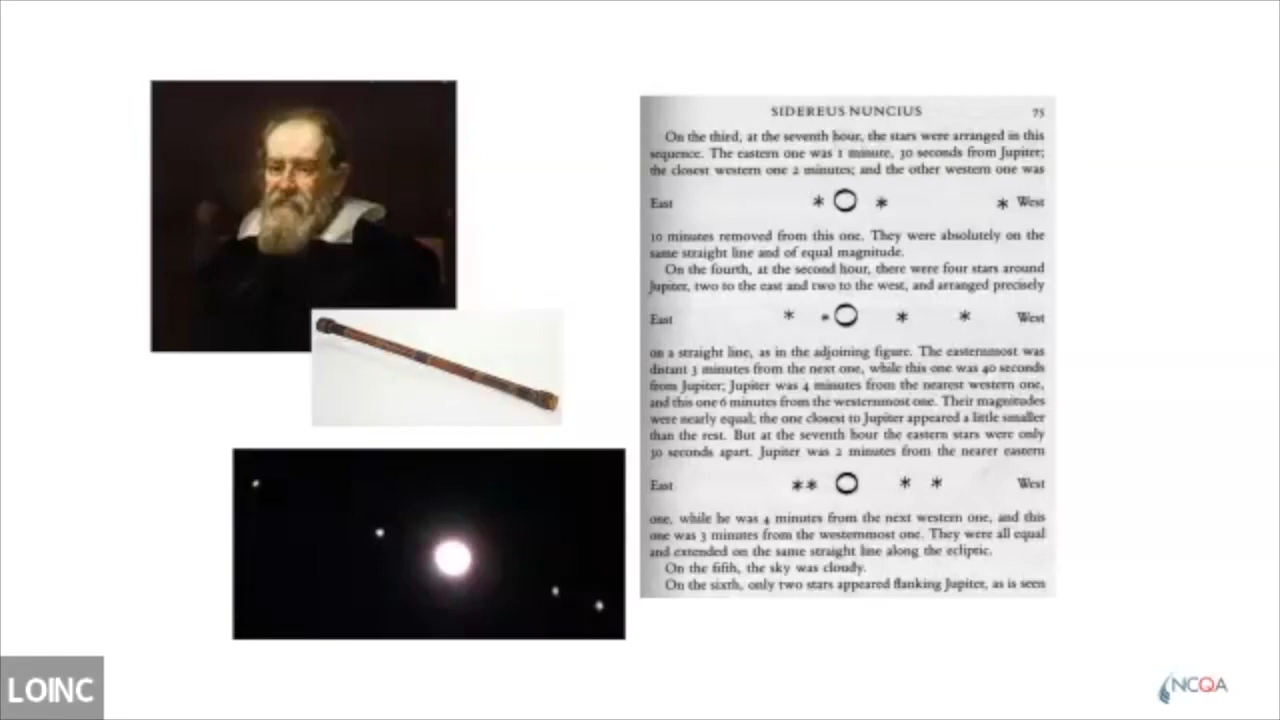 SIDEREUS NUNCIUS 75
On the third, at the seventh hour, the stars were arranged in this
sequence. The eastern one was 1 minute, 30 seconds from Jupiter;
the closest western one 2 minutes; and the other western one was
East * O * * West
10 minutes removed from this one. They were absolutely on the
same straight line and of equal magnitude.
On the fourth, at the second hour, there were four stars around
Jupiter, two to the east and two to the west, and arranged precisely
East * * O * * West
on a straight line, as in the adjoining figure. The easternmost was
distant 3 minutes from the next one, while this one was 40 seconds
from Jupiter; Jupiter was 4 minutes from the nearest western one,
and this one 6 minutes from the westernmost one. Their magnitudes
were nearly equal; the one closest to Jupiter appeared a little smaller
than the rest. But at the seventh hour the eastern stars were only
30 seconds apart. Jupiter was 2 minutes from the nearer eastern
East ** O * * West
one, while he was 4 minutes from the next western one, and this
one was 3 minutes from the westernmost one. They were all equal
and extended on the same straight line along the ecliptic.
On the fifth, the sky was cloudy.
On the sixth, only two stars appeared flanking Jupiter, as is seen
LOINC
NCQA